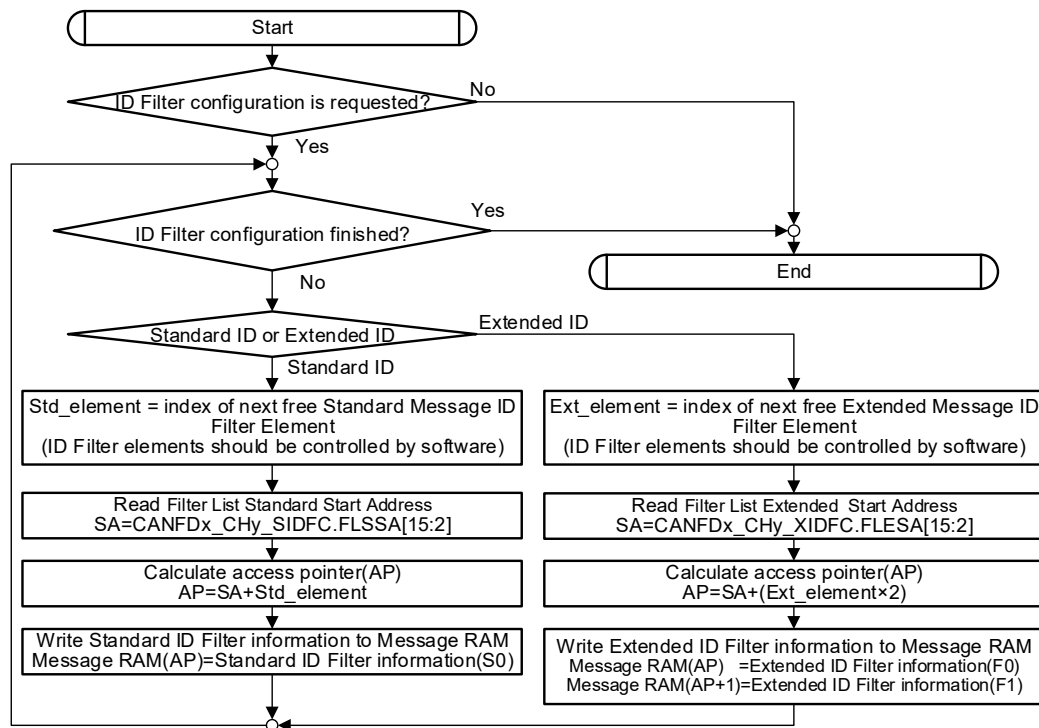 Start
ID Filter configuration is requested?
No
Yes
ID Filter configuration finished?
Yes
End
No
Standard ID or Extended ID
Extended ID
Standard ID
Std_element = index of next free Standard Message ID
Filter Element
(ID Filter elements should be controlled by software)
Read Filter List Standard Start Address
SA=CANFDx_CHy_SIDFC.FLSSA[15:2]
Calculate access pointer(AP)
AP=SA+Std_element
Write Standard ID Filter information to Message RAM
Message RAM(AP)=Standard ID Filter information(S0)
Ext_element = index of next free Extended Message ID
Filter Element
(ID Filter elements should be controlled by software)
Read Filter List Extended Start Address
SA=CANFDx_CHy_XIDFC.FLESA[15:2]
Calculate access pointer(AP)
AP=SA+(Ext_element×2)
Write Extended ID Filter information to Message RAM
Message RAM(AP) =Extended ID Filter information(F0)
Message RAM(AP+1)=Extended ID Filter information(F1)